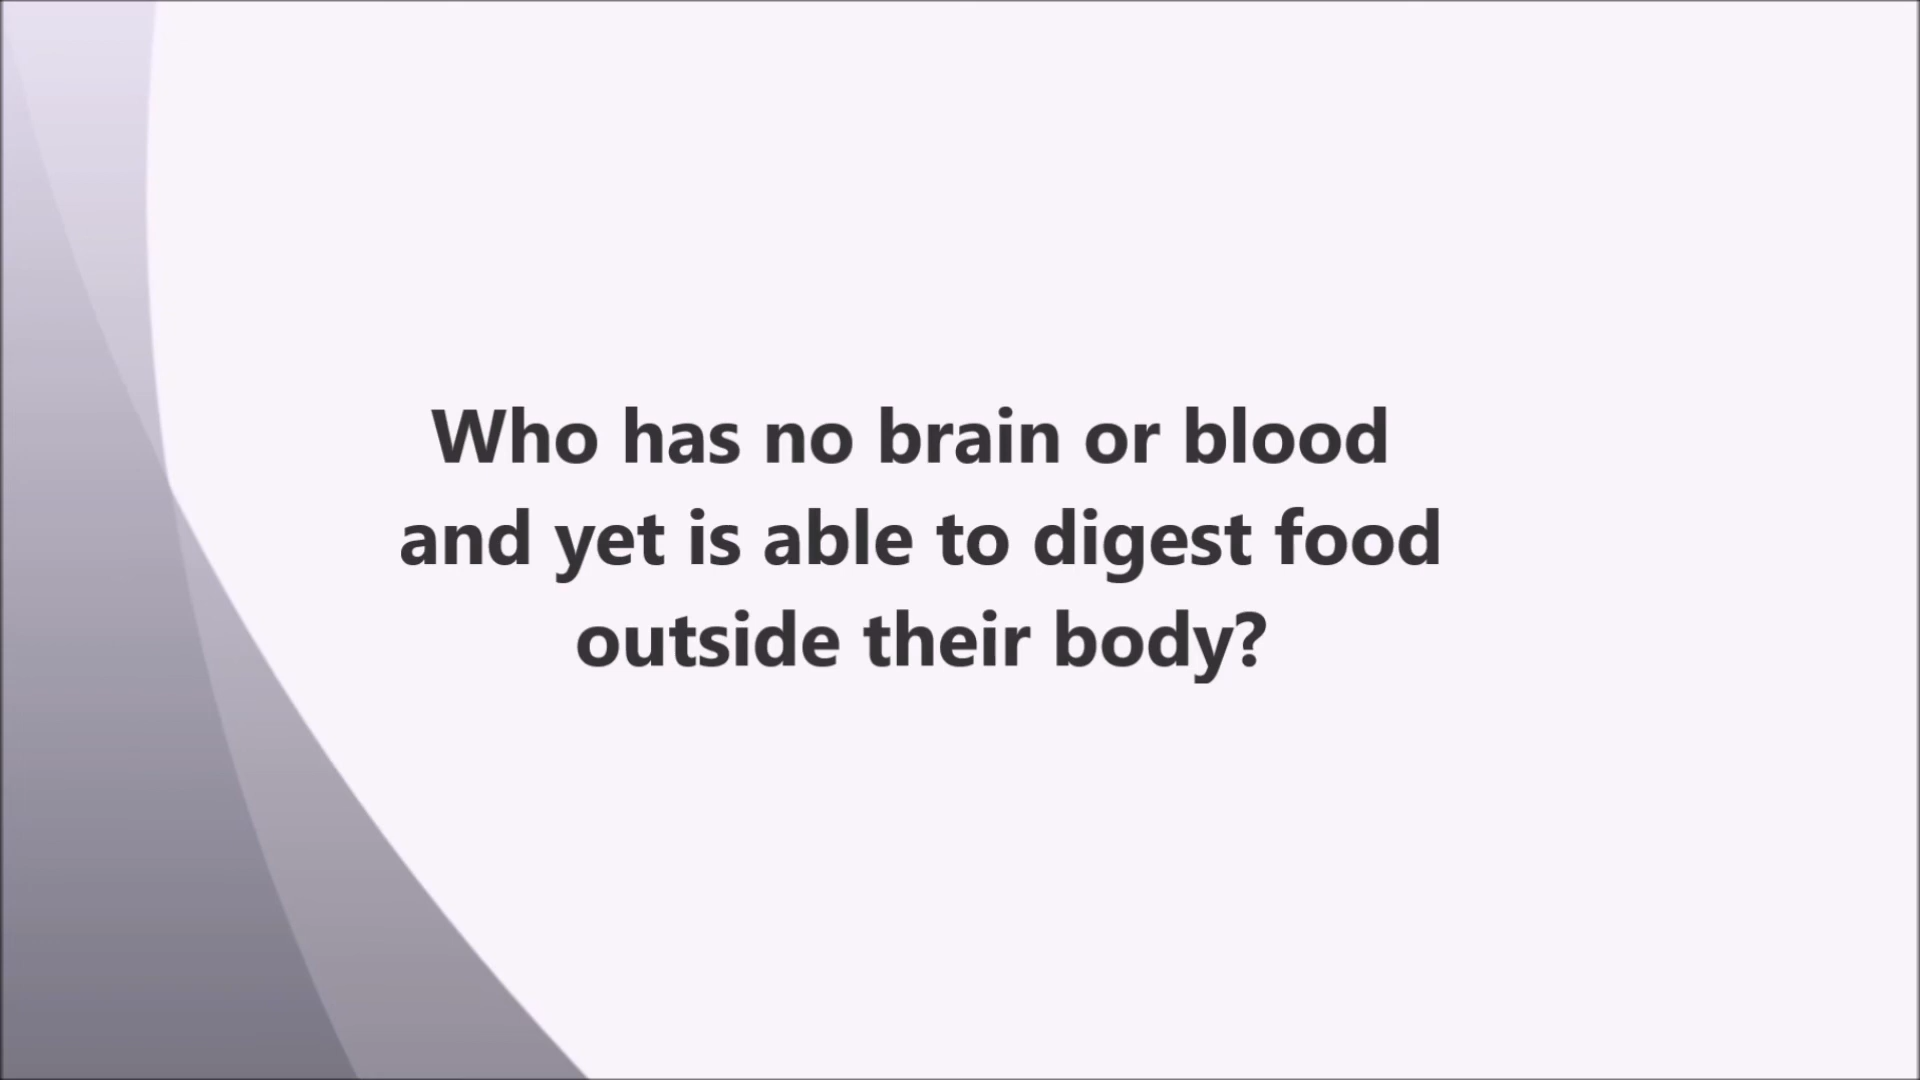 Who has no brain or blood
and yet is able to digest food
outside their body?